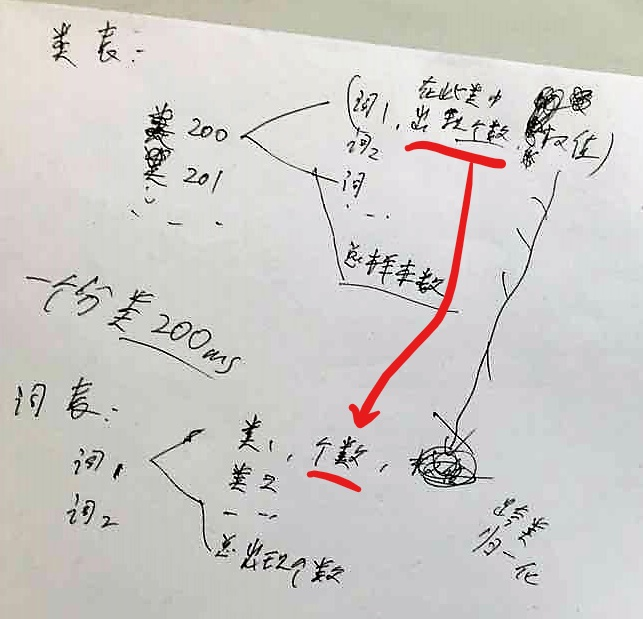 类表:
类200
类201
(词1, 在此类中出现个数, 权值)
词2
词
总样本数
一个分类200ms
词表:
词1
词2
类1, 个数,
类2
总出现个数
跨类
归一化